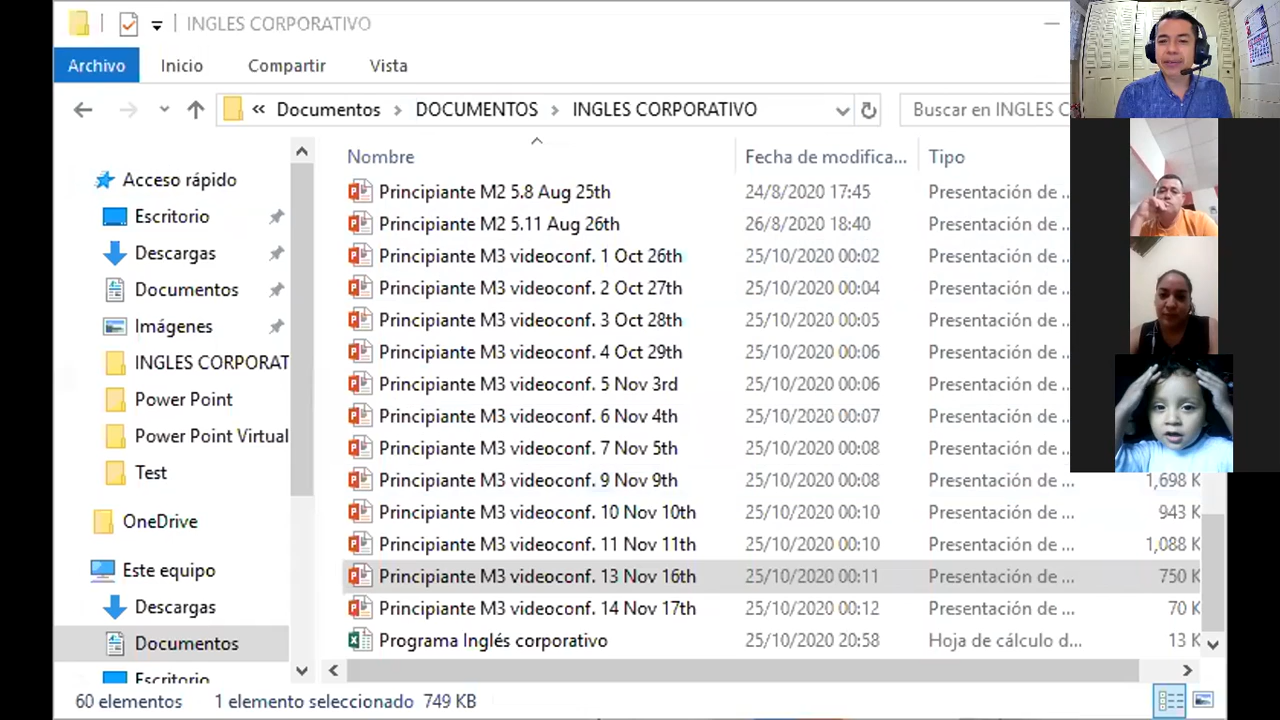 INGLES CORPORATIVO
Archivo Inicio Compartir Vista
« Documentos › DOCUMENTOS › INGLES CORPORATIVO Buscar en INGLES
Nombre Fecha de modifica... Tipo
Acceso rápido
Escritorio
Descargas
Documentos
Imágenes
INGLES CORPORAT
Power Point
Power Point Virtual
Test
OneDrive
Este equipo
Descargas
Documentos
Escritorio
Principiante M2 5.8 Aug 25th 24/8/2020 17:45 Presentación de ..
Principiante M2 5.11 Aug 26th 26/8/2020 18:40 Presentación de ..
Principiante M3 videoconf. 1 Oct 26th 25/10/2020 00:02 Presentación de ..
Principiante M3 videoconf. 2 Oct 27th 25/10/2020 00:04 Presentación de ..
Principiante M3 videoconf. 3 Oct 28th 25/10/2020 00:05 Presentación de ..
Principiante M3 videoconf. 4 Oct 29th 25/10/2020 00:06 Presentación de ..
Principiante M3 videoconf. 5 Nov 3rd 25/10/2020 00:06 Presentación de ..
Principiante M3 videoconf. 6 Nov 4th 25/10/2020 00:07 Presentación de ..
Principiante M3 videoconf. 7 Nov 5th 25/10/2020 00:08 Presentación de ..
Principiante M3 videoconf. 9 Nov 9th 25/10/2020 00:08 Presentación de ... 1,698 K
Principiante M3 videoconf. 10 Nov 10th 25/10/2020 00:10 Presentación de ... 943 K
Principiante M3 videoconf. 11 Nov 11th 25/10/2020 00:10 Presentación de ... 1,088 K
Principiante M3 videoconf. 13 Nov 16th 25/10/2020 00:11 Presentación de ... 750 K
Principiante M3 videoconf. 14 Nov 17th 25/10/2020 00:12 Presentación de ... 70 K
Programa Inglés corporativo 25/10/2020 20:58 Hoja de cálculo d... 13 K
60 elementos 1 elemento seleccionado 749 KB